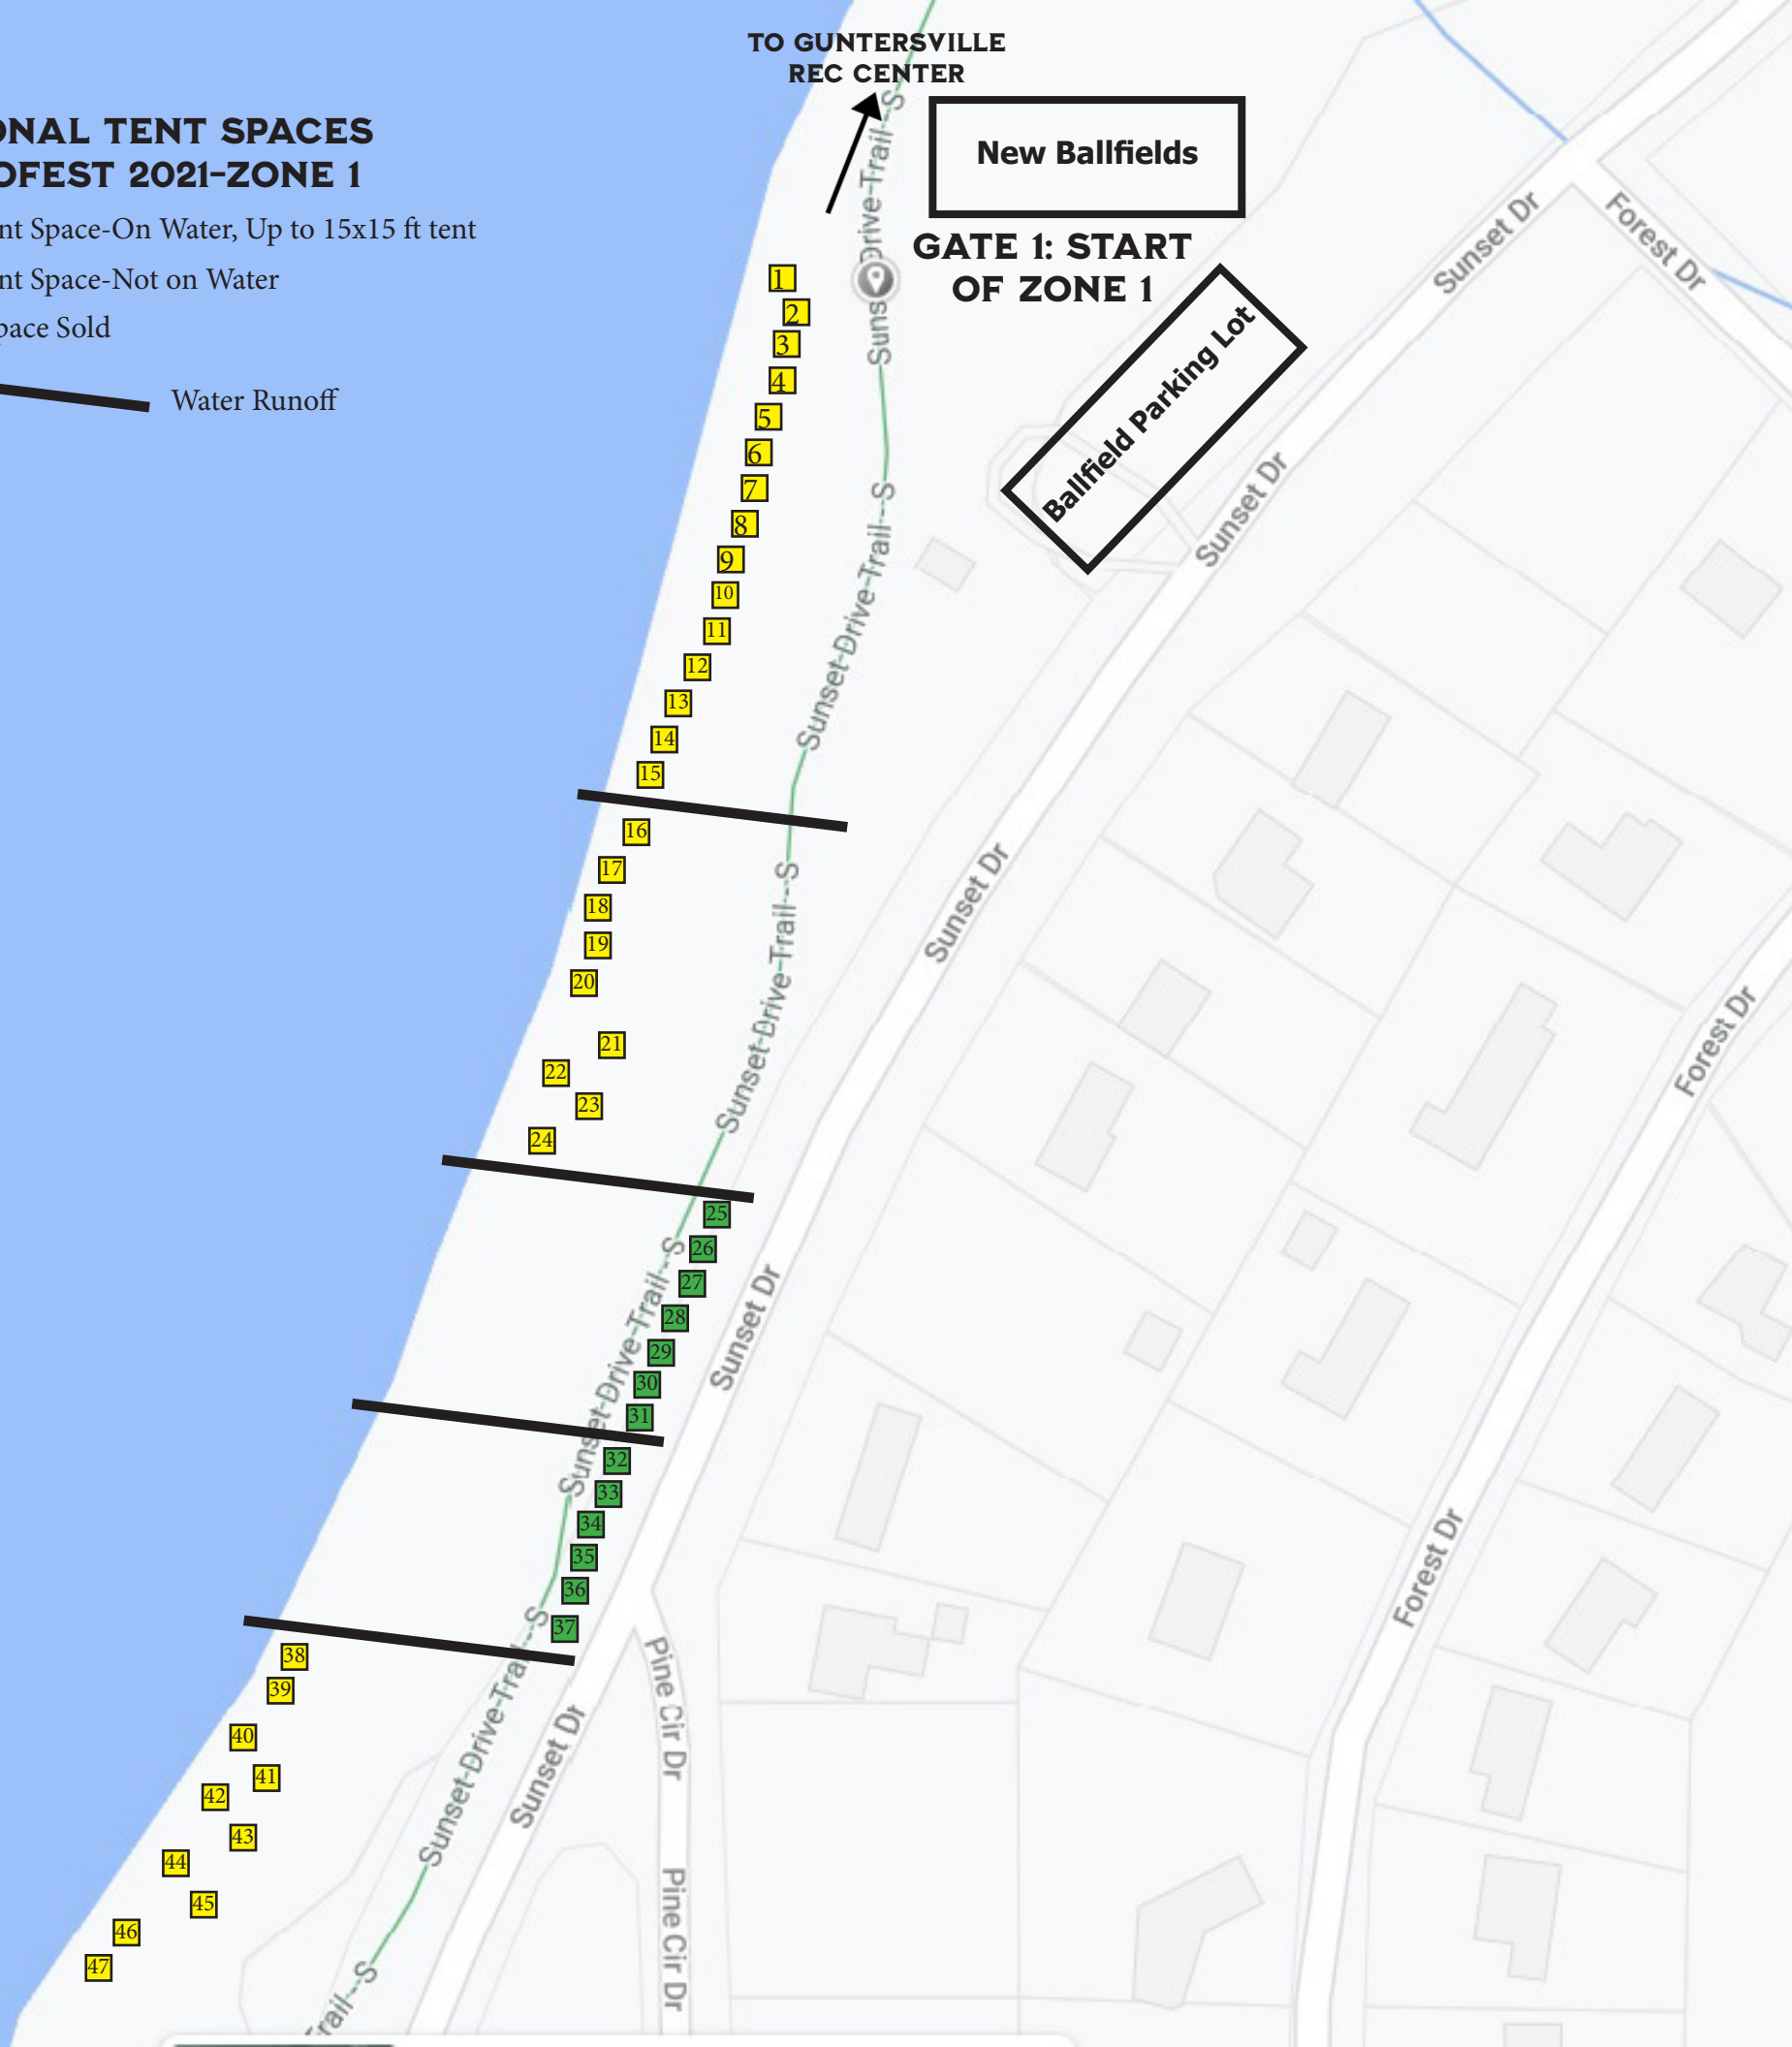 TO GUNTERSVILLE
REC CENTER
ONAL TENT SPACES
OFEST 2021-ZONE 1
nt Space-On Water, Up to 15x15 ft tent
nt Space-Not on Water
pace Sold
Water Runoff
New Ballfields
GATE 1: START
OF ZONE 1
Ballfield Parking Lot
Sunset Dr
Forest Dr
Drive-Trail--S
Suns
1
2
3
4
5
6
7
8
9
10
11
12
13
14
15
Sunset-Drive-Trail--S
Sunset Dr
16
17
18
19
20
21
22
23
24
Sunset-Drive-Trail--S
Sunset Dr
Forest Dr
25
26
27
28
29
30
31
32
33
34
35
36
37
Sunset-Drive-Trail--S
Sunset Dr
Forest Dr
38
39
40
41
42
43
44
45
46
47
Sunset-Drive-Trail--S
Sunset Dr
Pine Cir Dr
Pine Cir Dr
Trail--S